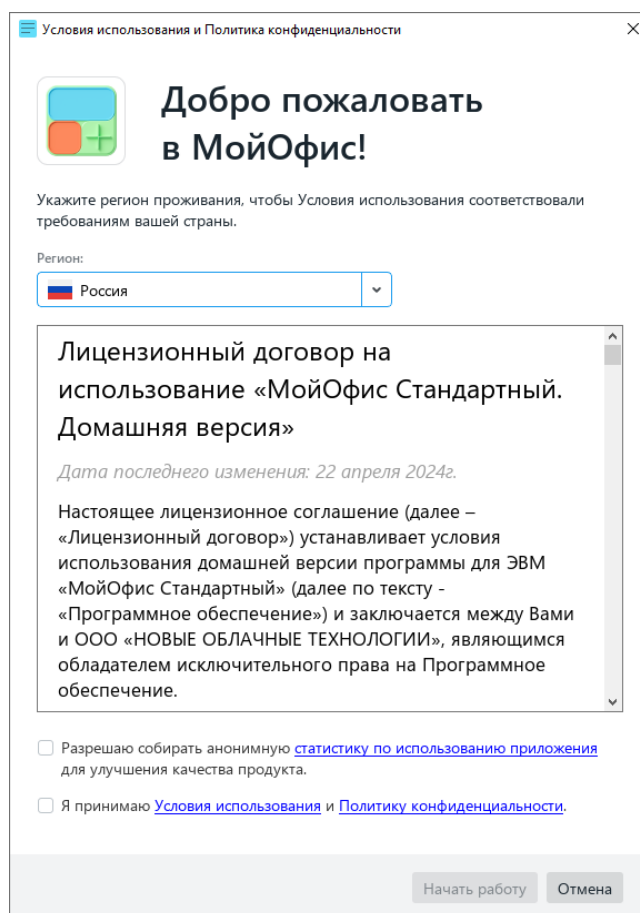 Условия использования и Политика конфиденциальности
Добро пожаловать
в МойОфис!
Укажите регион проживания, чтобы Условия использования соответствовали
требованиям вашей страны.
Регион:
Россия
Лицензионный договор на
использование «МойОфис Стандартный.
Домашняя версия»
Дата последнего изменения: 22 апреля 2024г.
Настоящее лицензионное соглашение (далее –
«Лицензионный договор») устанавливает условия
использования домашней версии программы для ЭВМ
«МойОфис Стандартный» (далее по тексту -
«Программное обеспечение») и заключается между Вами
и ООО «НОВЫЕ ОБЛАЧНЫЕ ТЕХНОЛОГИИ», являющимся
обладателем исключительного права на Программное
обеспечение.
Разрешаю собирать анонимную статистику по использованию приложения
для улучшения качества продукта.
Я принимаю Условия использования и Политику конфиденциальности.
Начать работу Отмена